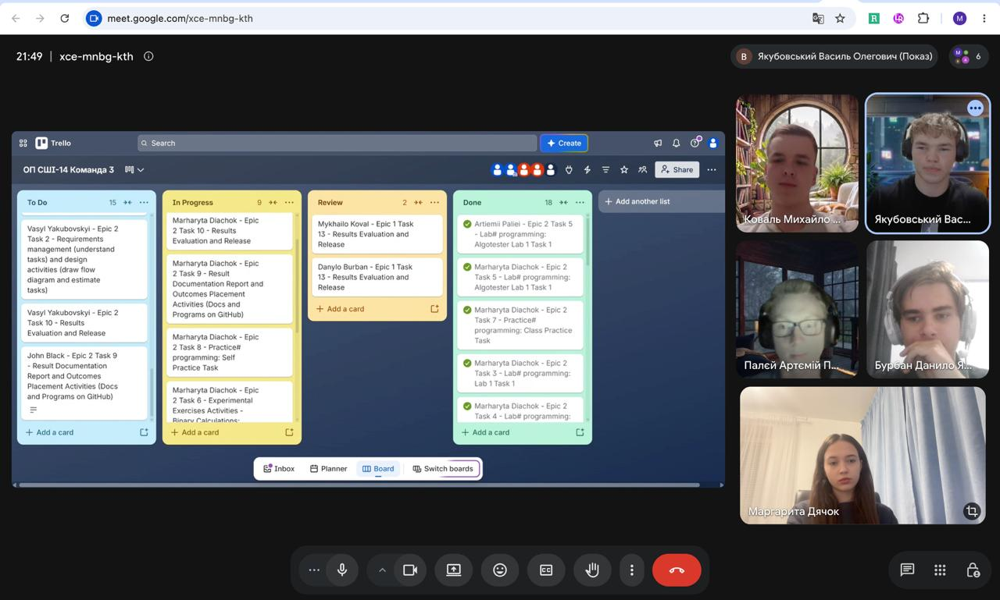 meet.google.com/xce-mnbg-kth
M
21:49 | xce-mnbg-kth
В Якубовський Василь Олегович (Показ)
6
Trello
Search
Create
ОП СШІ-14 Команда 3
Share
To Do 15
Vasyl Yakubovskyi - Epic 2
Task 2 - Requirements
management (understand
tasks) and design
activities (draw flow
diagram and estimate
tasks)
Vasyl Yakubovskyi - Epic 2
Task 10 - Results
Evaluation and Release
John Black - Epic 2 Task 9
- Result Documentation
Report and Outcomes
Placement Activities (Docs
and Programs on GitHub)
+ Add a card
In Progress 9
Marharyta Diachok - Epic
2 Task 10 - Results
Evaluation and Release
Marharyta Diachok - Epic
2 Task 9 - Result
Documentation Report and
Outcomes Placement
Activities (Docs and
Programs on GitHub)
Marharyta Diachok - Epic
2 Task 8 - Practice#
programming: Self
Practice Task
Marharyta Diachok - Epic
2 Task 6 - Experimental
Exercises Activities -
Binary Calculations:
+ Add a card
Review 2
Mykhailo Koval - Epic 1 Task
13 - Results Evaluation and
Release
Danylo Burban - Epic 1 Task
13 - Results Evaluation and
Release
+ Add a card
Done 18
Artemii Paliei - Epic 2 Task 5
- Lab# programming:
Algotester Lab 1 Task 1
Marharyta Diachok - Epic 2
Task 5 - Lab# programming:
Algotester Lab 1 Task 1
Marharyta Diachok - Epic 2
Task 7 - Practice#
programming: Class Practice
Task
Marharyta Diachok - Epic 2
Task 3 - Lab# programming:
Lab 1 Task 1
Marharyta Diachok - Epic 2
Task 4 - Lab# programming:
+ Add a card
+ Add another list
Inbox
Planner
Board
Switch boards
Коваль Михайло ...
Якубовський Вас...
Палєй Артємій П...
Бурбан Данило Я...
Маргарита Дячок